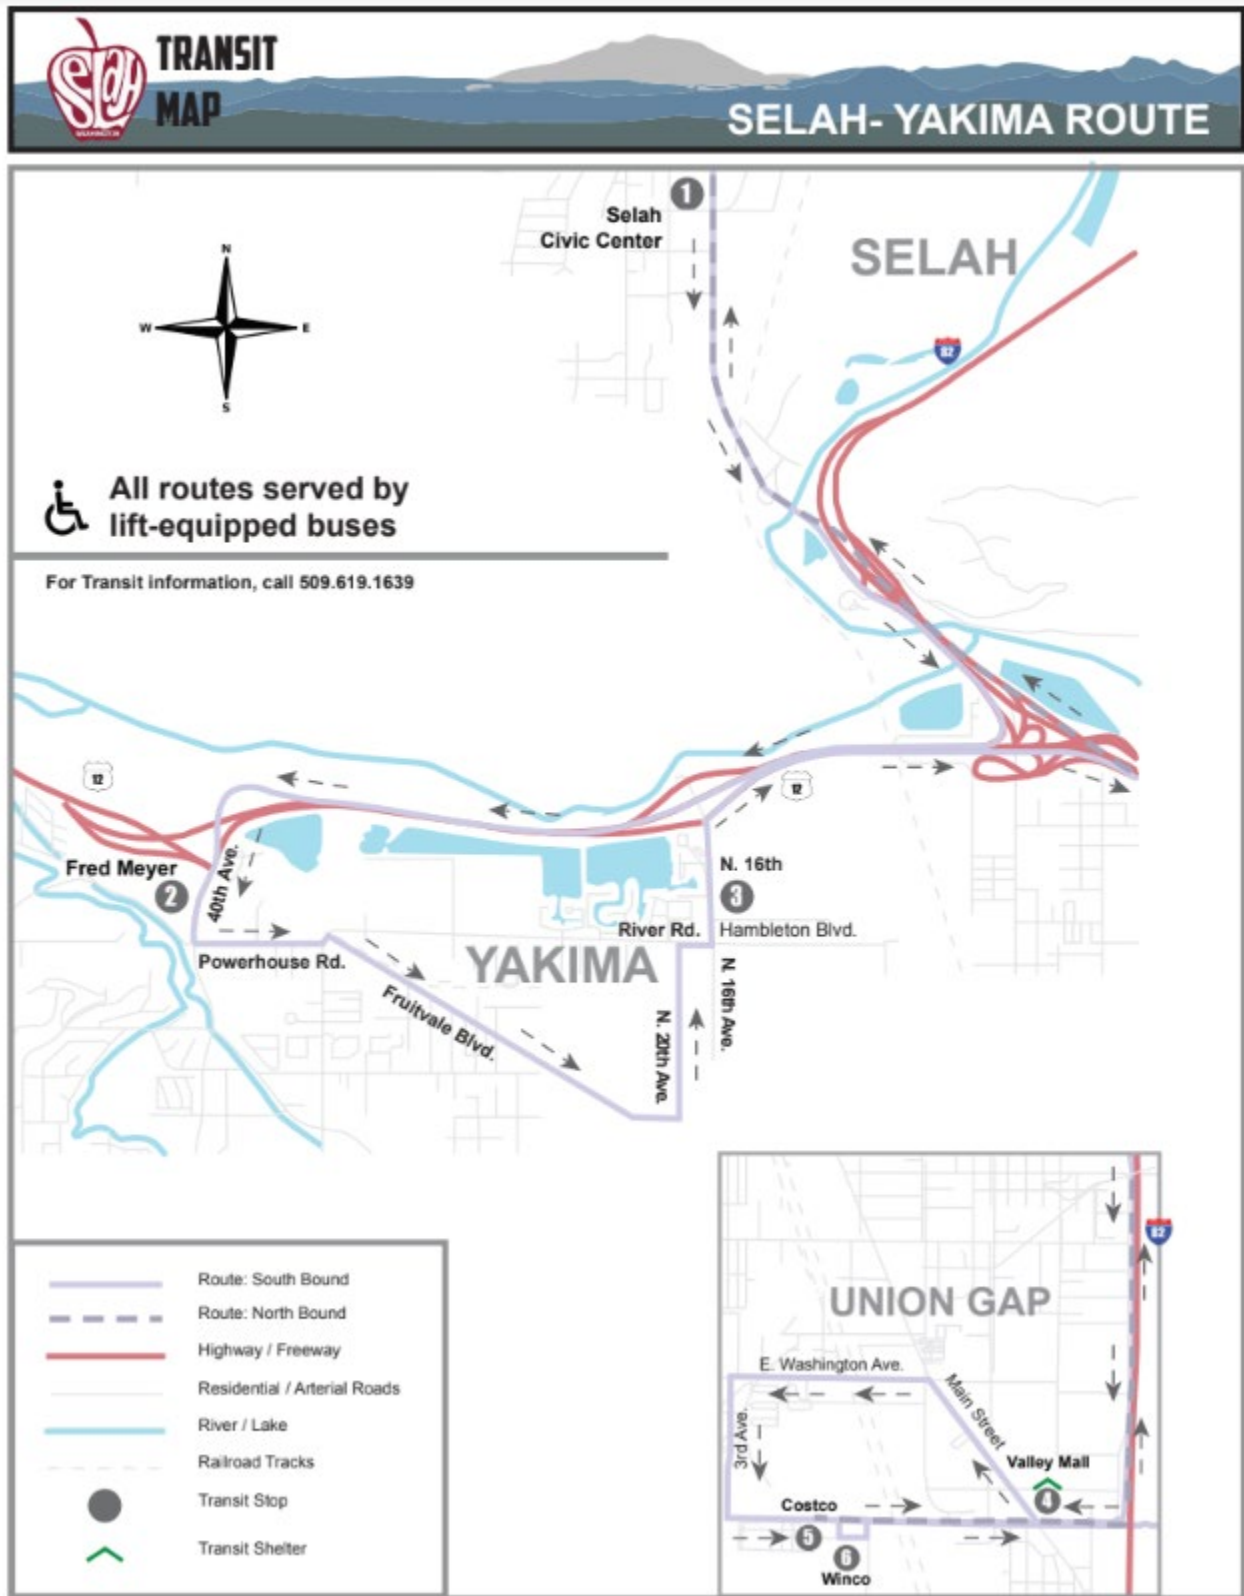 Selah
WASHINGTON
TRANSIT
MAP
SELAH- YAKIMA ROUTE
1
Selah
Civic Center
SELAH
N
W
E
S
82
All routes served by
lift-equipped buses
For Transit information, call 509.619.1639
12
12
Fred Meyer
2
40th Ave.
N. 16th
3
River Rd.
Hambleton Blvd.
Powerhouse Rd.
YAKIMA
Fruitvale Blvd.
N. 20th Ave.
N. 16th Ave.
Route: South Bound
Route: North Bound
Highway / Freeway
Residential / Arterial Roads
River / Lake
Railroad Tracks
Transit Stop
Transit Shelter
82
UNION GAP
E. Washington Ave.
Main Street
3rd Ave.
Valley Mall
4
Costco
5
6
Winco